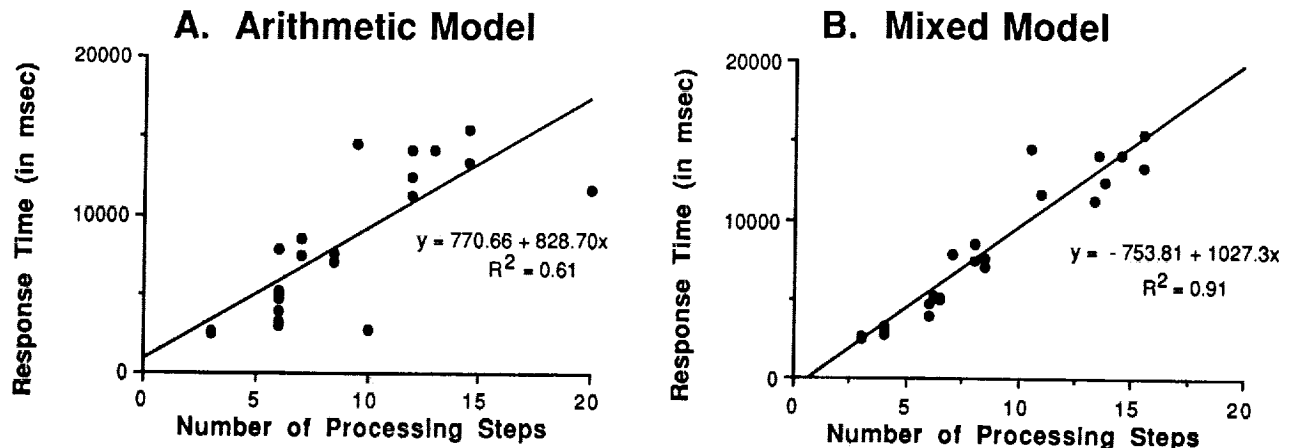 A. Arithmetic Model
Response Time (in msec)
20000
10000
0
y = 770.66 + 828.70x
R² = 0.61
0 5 10 15 20
Number of Processing Steps
B. Mixed Model
Response Time (in msec)
20000
10000
0
y = - 753.81 + 1027.3x
R² = 0.91
0 5 10 15 20
Number of Processing Steps